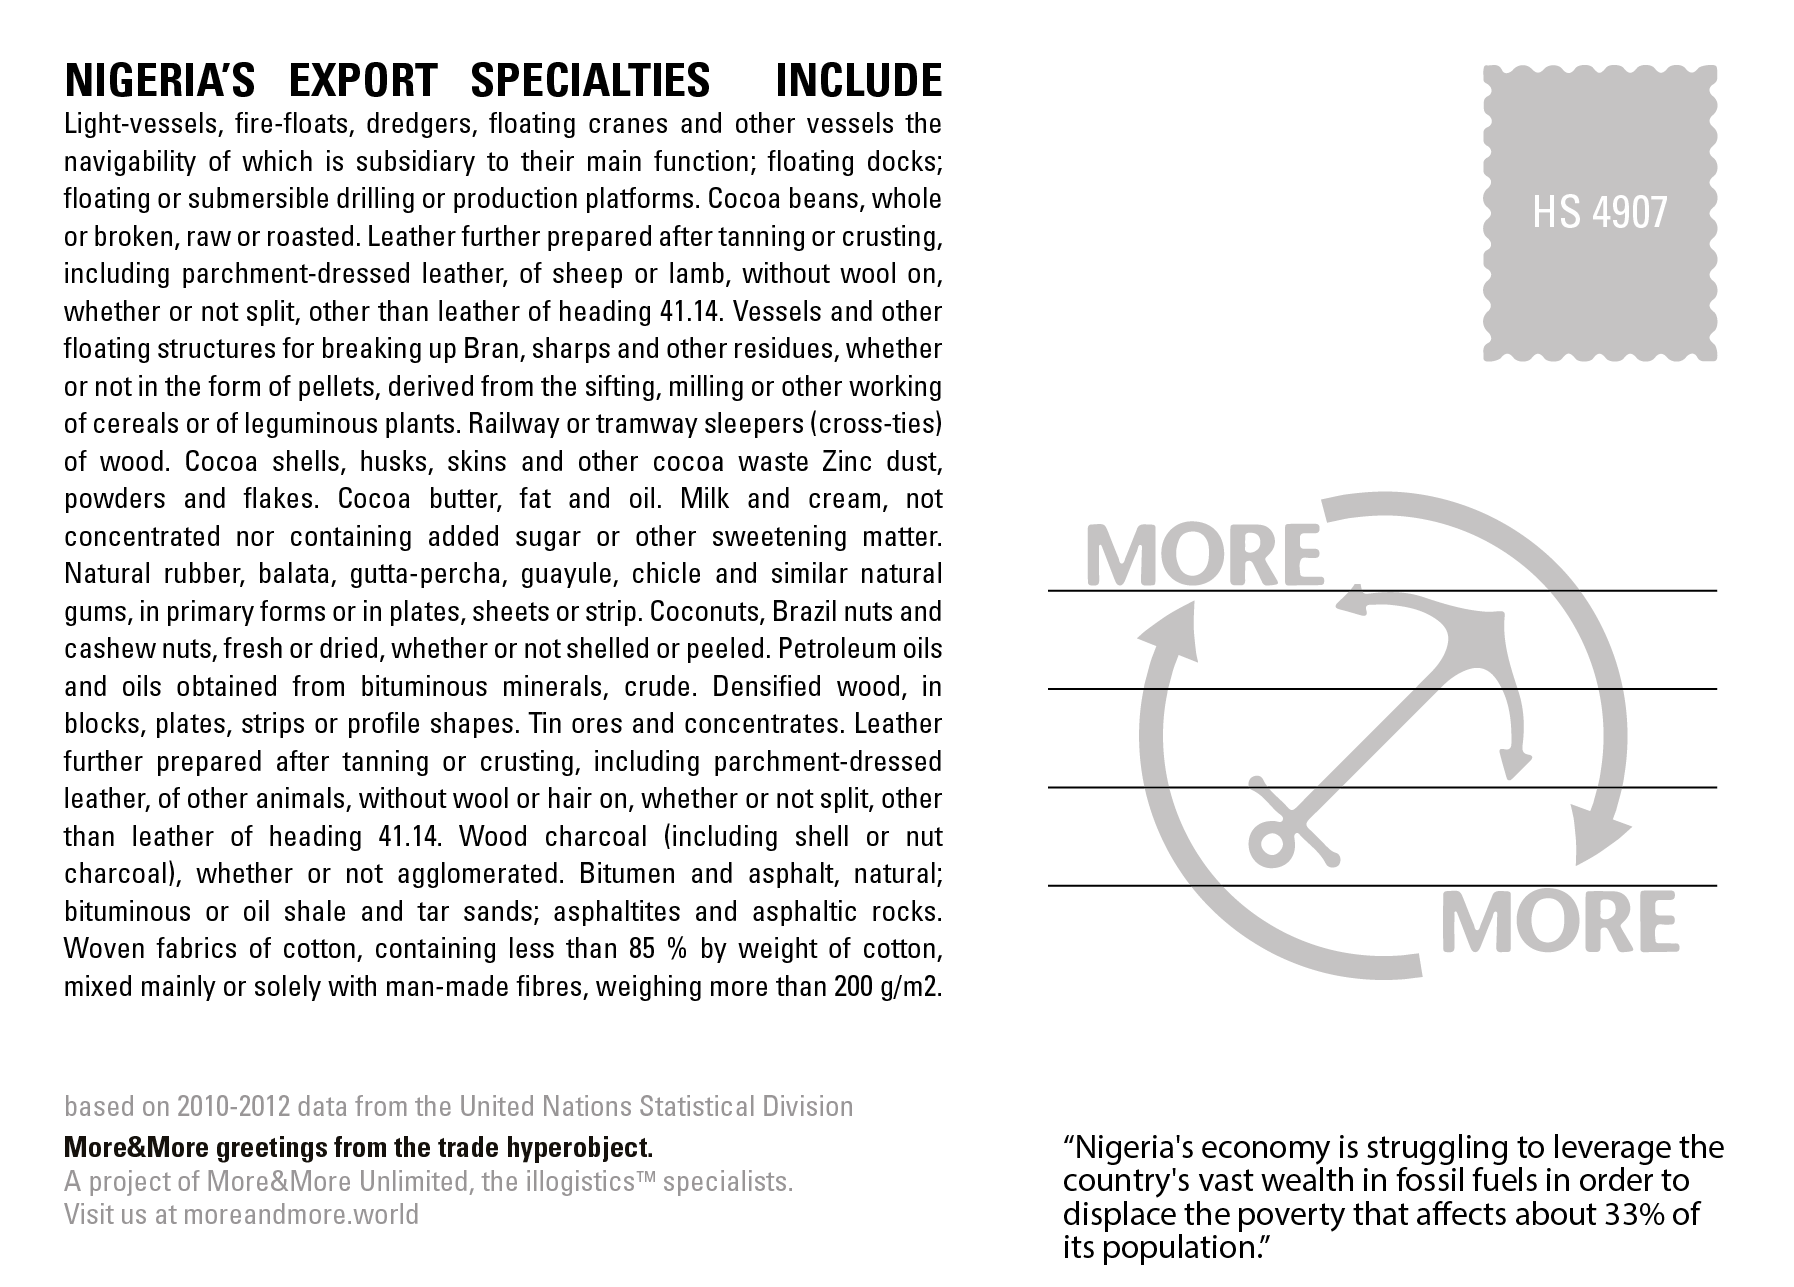 NIGERIA’S EXPORT SPECIALTIES INCLUDE
Light-vessels, fire-floats, dredgers, floating cranes and other vessels the
navigability of which is subsidiary to their main function; floating docks;
floating or submersible drilling or production platforms. Cocoa beans, whole
or broken, raw or roasted. Leather further prepared after tanning or crusting,
including parchment-dressed leather, of sheep or lamb, without wool on,
whether or not split, other than leather of heading 41.14. Vessels and other
floating structures for breaking up Bran, sharps and other residues, whether
or not in the form of pellets, derived from the sifting, milling or other working
of cereals or of leguminous plants. Railway or tramway sleepers (cross-ties)
of wood. Cocoa shells, husks, skins and other cocoa waste Zinc dust,
powders and flakes. Cocoa butter, fat and oil. Milk and cream, not
concentrated nor containing added sugar or other sweetening matter.
Natural rubber, balata, gutta-percha, guayule, chicle and similar natural
gums, in primary forms or in plates, sheets or strip. Coconuts, Brazil nuts and
cashew nuts, fresh or dried, whether or not shelled or peeled. Petroleum oils
and oils obtained from bituminous minerals, crude. Densified wood, in
blocks, plates, strips or profile shapes. Tin ores and concentrates. Leather
further prepared after tanning or crusting, including parchment-dressed
leather, of other animals, without wool or hair on, whether or not split, other
than leather of heading 41.14. Wood charcoal (including shell or nut
charcoal), whether or not agglomerated. Bitumen and asphalt, natural;
bituminous or oil shale and tar sands; asphaltites and asphaltic rocks.
Woven fabrics of cotton, containing less than 85 % by weight of cotton,
mixed mainly or solely with man-made fibres, weighing more than 200 g/m2.
based on 2010-2012 data from the United Nations Statistical Division
More&More greetings from the trade hyperobject.
A project of More&More Unlimited, the illogistics™ specialists.
Visit us at moreandmore.world
HS 4907
MORE
MORE
“Nigeria's economy is struggling to leverage the
country's vast wealth in fossil fuels in order to
displace the poverty that affects about 33% of
its population.”